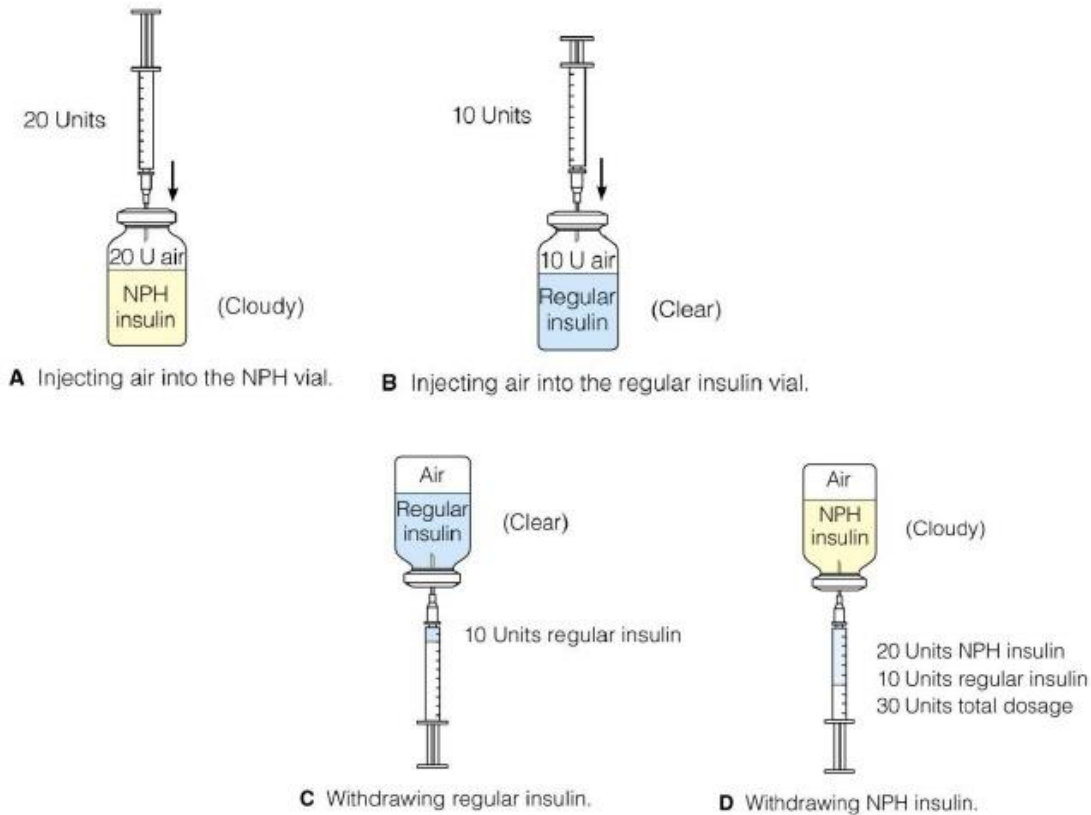 20 Units
20 U air
NPH
insulin
(Cloudy)
A Injecting air into the NPH vial.
10 Units
10 U air
Regular
insulin
(Clear)
B Injecting air into the regular insulin vial.
Air
Regular
insulin
(Clear)
10 Units regular insulin
C Withdrawing regular insulin.
Air
NPH
insulin
(Cloudy)
20 Units NPH insulin
10 Units regular insulin
30 Units total dosage
D Withdrawing NPH insulin.